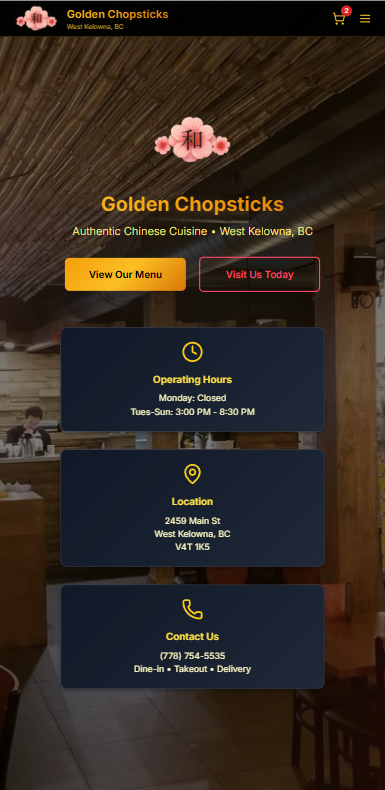 和
Golden Chopsticks
West Kelowna, BC
2
和
Golden Chopsticks
Authentic Chinese Cuisine • West Kelowna, BC
View Our Menu
Visit Us Today
Operating Hours
Monday: Closed
Tues-Sun: 3:00 PM - 8:30 PM
Location
2459 Main St
West Kelowna, BC
V4T 1K5
Contact Us
(778) 754-5535
Dine-in • Takeout • Delivery